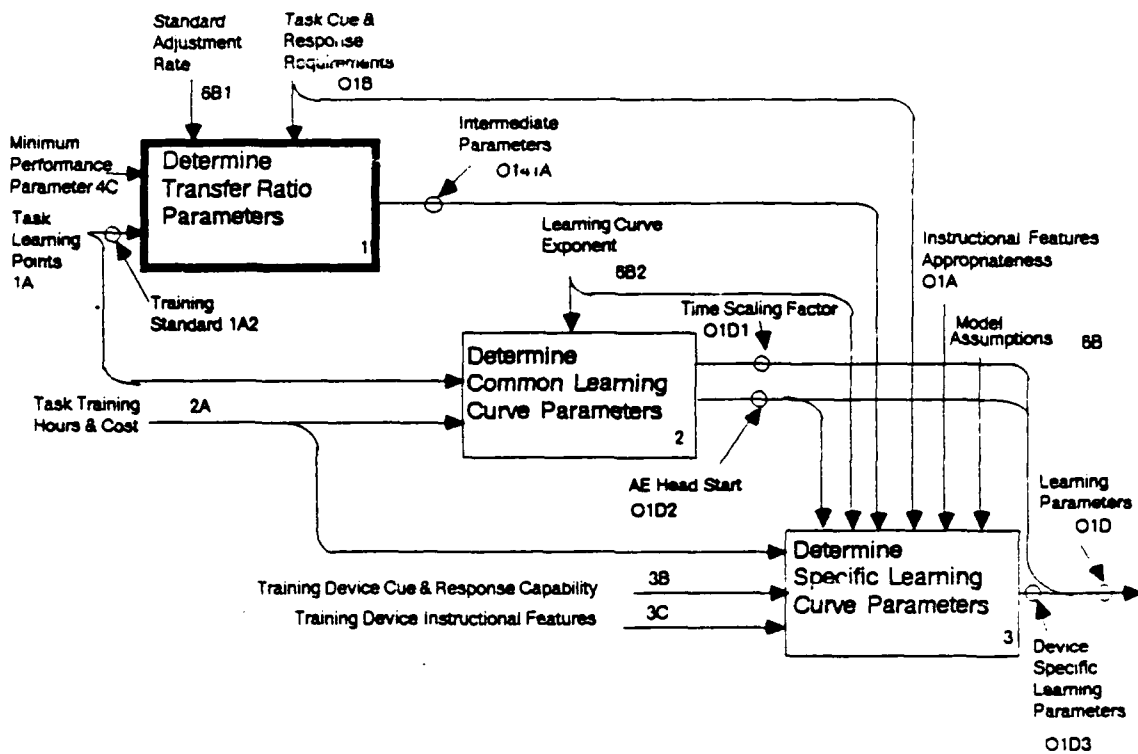 Standard
Adjustment
Rate
6B1
Task Cue &
Response
Requirements
O1B
Minimum
Performance
Parameter 4C
Task
Learning
Points
1A
Training
Standard 1A2
Determine
Transfer Ratio
Parameters
1
Intermediate
Parameters
O141A
Learning Curve
Exponent
6B2
Instructional Features
Appropriateness
O1A
Time Scaling Factor
O1D1
Model
Assumptions
6B
Determine
Common Learning
Curve Parameters
2
Task Training
Hours & Cost
2A
AE Head Start
O1D2
Learning
Parameters
O1D
Determine
Specific Learning
Curve Parameters
3
Training Device Cue & Response Capability
3B
Training Device Instructional Features
3C
Device
Specific
Learning
Parameters
O1D3